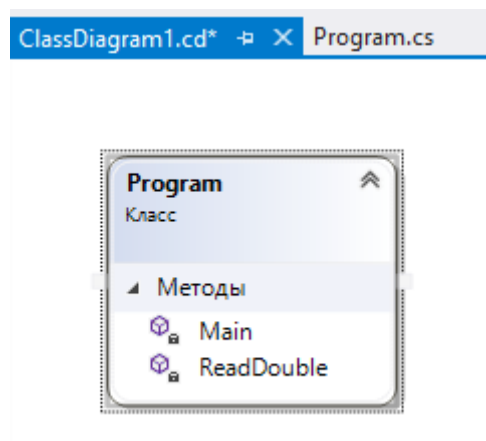 ClassDiagram1.cd* Program.cs
Program
Класс
Методы
Main
ReadDouble